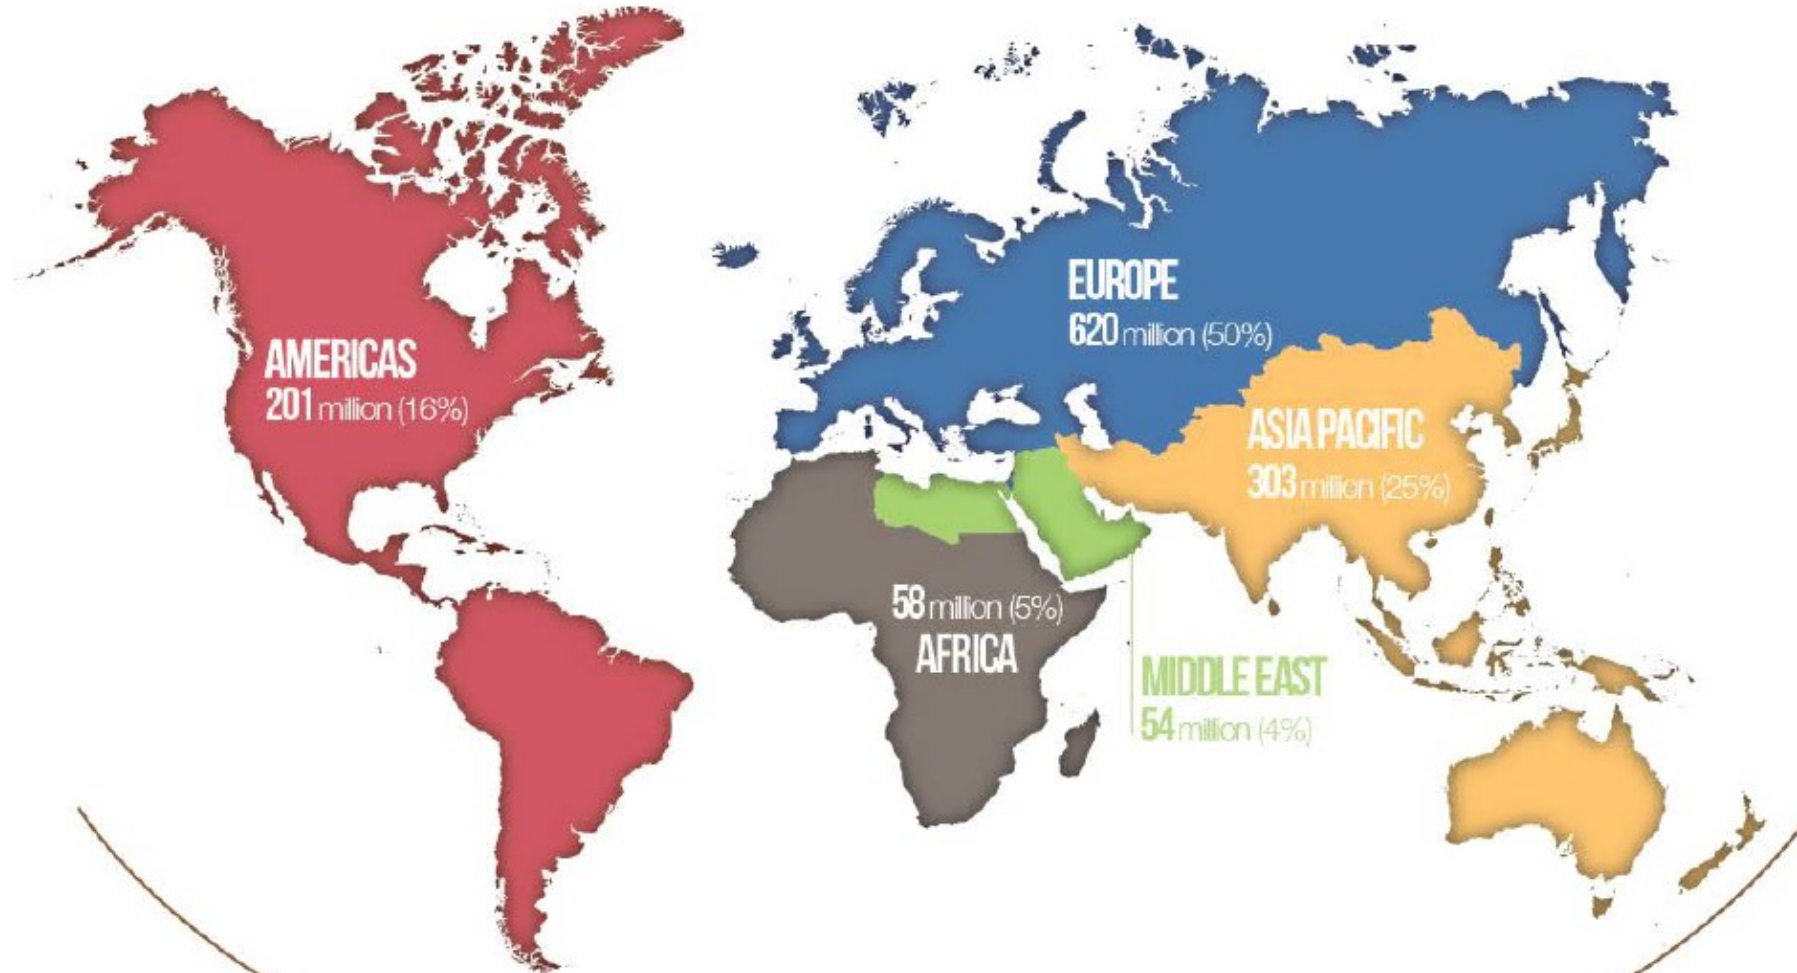 AMERICAS
201 million (16%)
EUROPE
620 million (50%)
ASIA PACIFIC
303 million (25%)
58 million (5%)
AFRICA
MIDDLE EAST
54 million (4%)